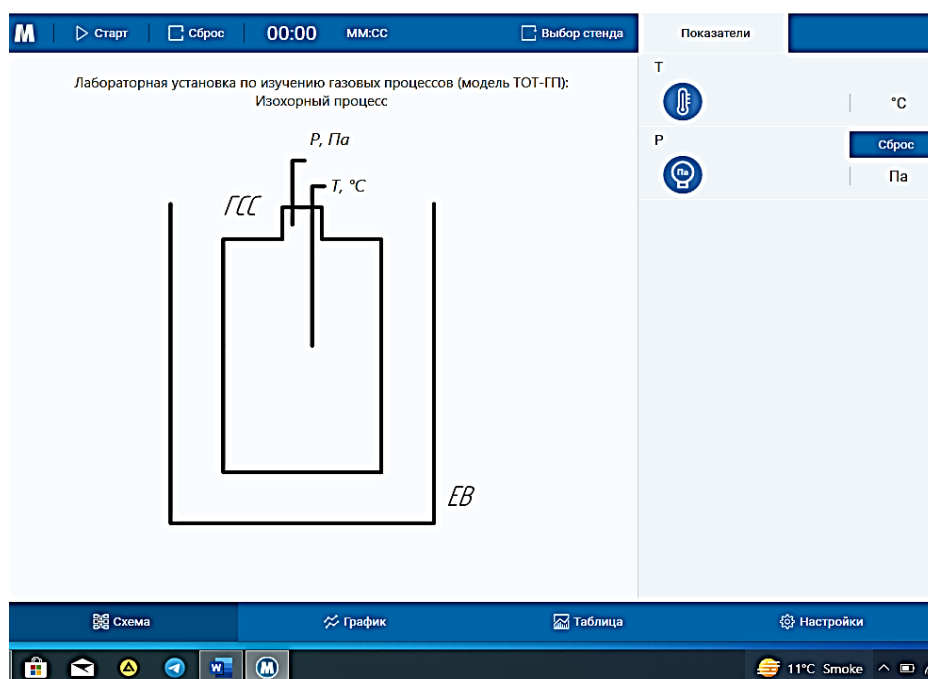 M Старт Сброс 00:00 ММ:СС Выбор стенда Показатели
Лабораторная установка по изучению газовых процессов (модель ТОТ-ГП):
Изохорный процесс
P, Па
T, °C
ГСС
ЕВ
T
°C
P
Сброс
Па
Па
Схема График Таблица Настройки
W M 11°C Smoke